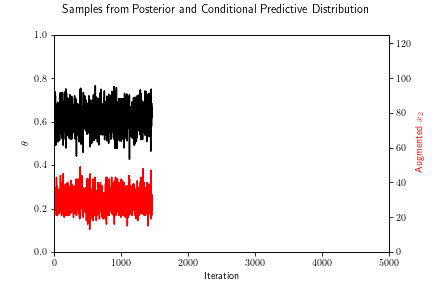 Samples from Posterior and Conditional Predictive Distribution
1.0
0.8
0.6
0.4
0.2
0.0
θ
120
100
80
60
40
20
0
Augmented x₂
0 1000 2000 3000 4000 5000
Iteration